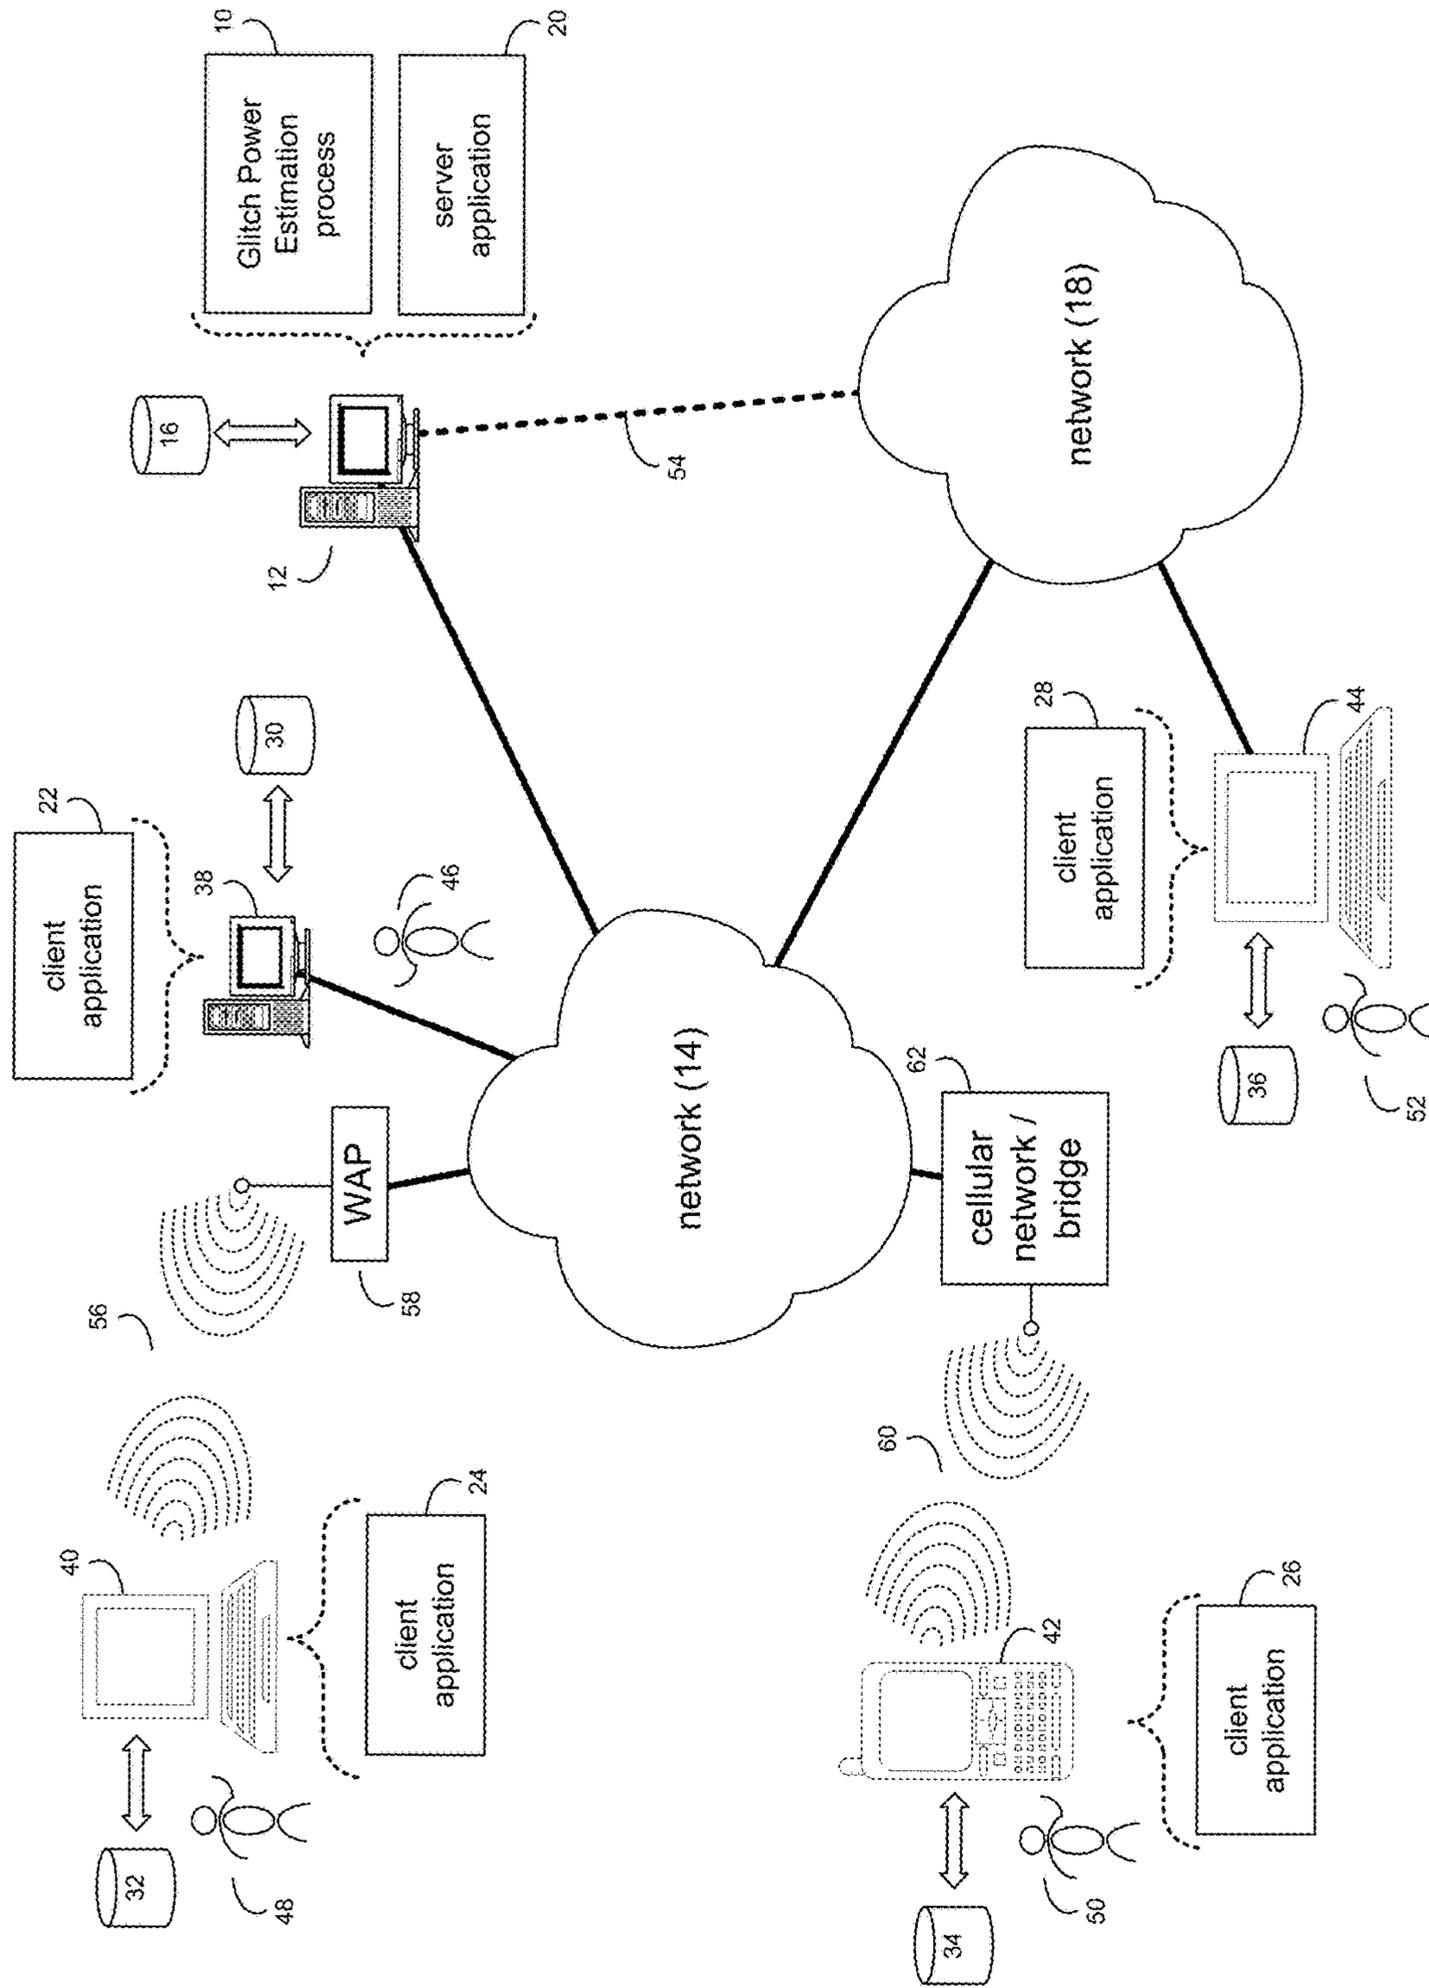 22
client
application
40
56
32
16
38
10
Glitch Power
Estimation
process
30
12
48
WAP
58
client
application
24
46
server
application
20
54
network (14)
60
62
34
cellular
network /
bridge
42
28
client
application
network (18)
50
client
application
26
36
44
52